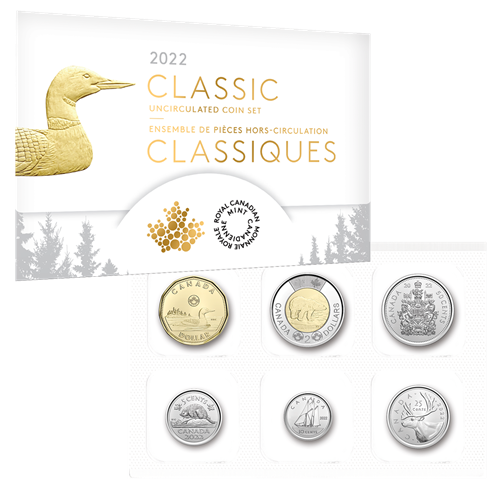 2022
CLASSIC
UNCIRCULATED COIN SET
ENSEMBLE DE PIÈCES HORS-CIRCULATION
CLASSIQUES
ROYAL CANADIAN MINT
MONNAIE ROYALE CANADIENNE
CANADA
DOLLAR
CANADA 2 DOLLARS
CANADA 2022 50 CENTS
5 CENTS
CANADA
2022
CANADA
10 CENTS
CANADA
25 CENTS